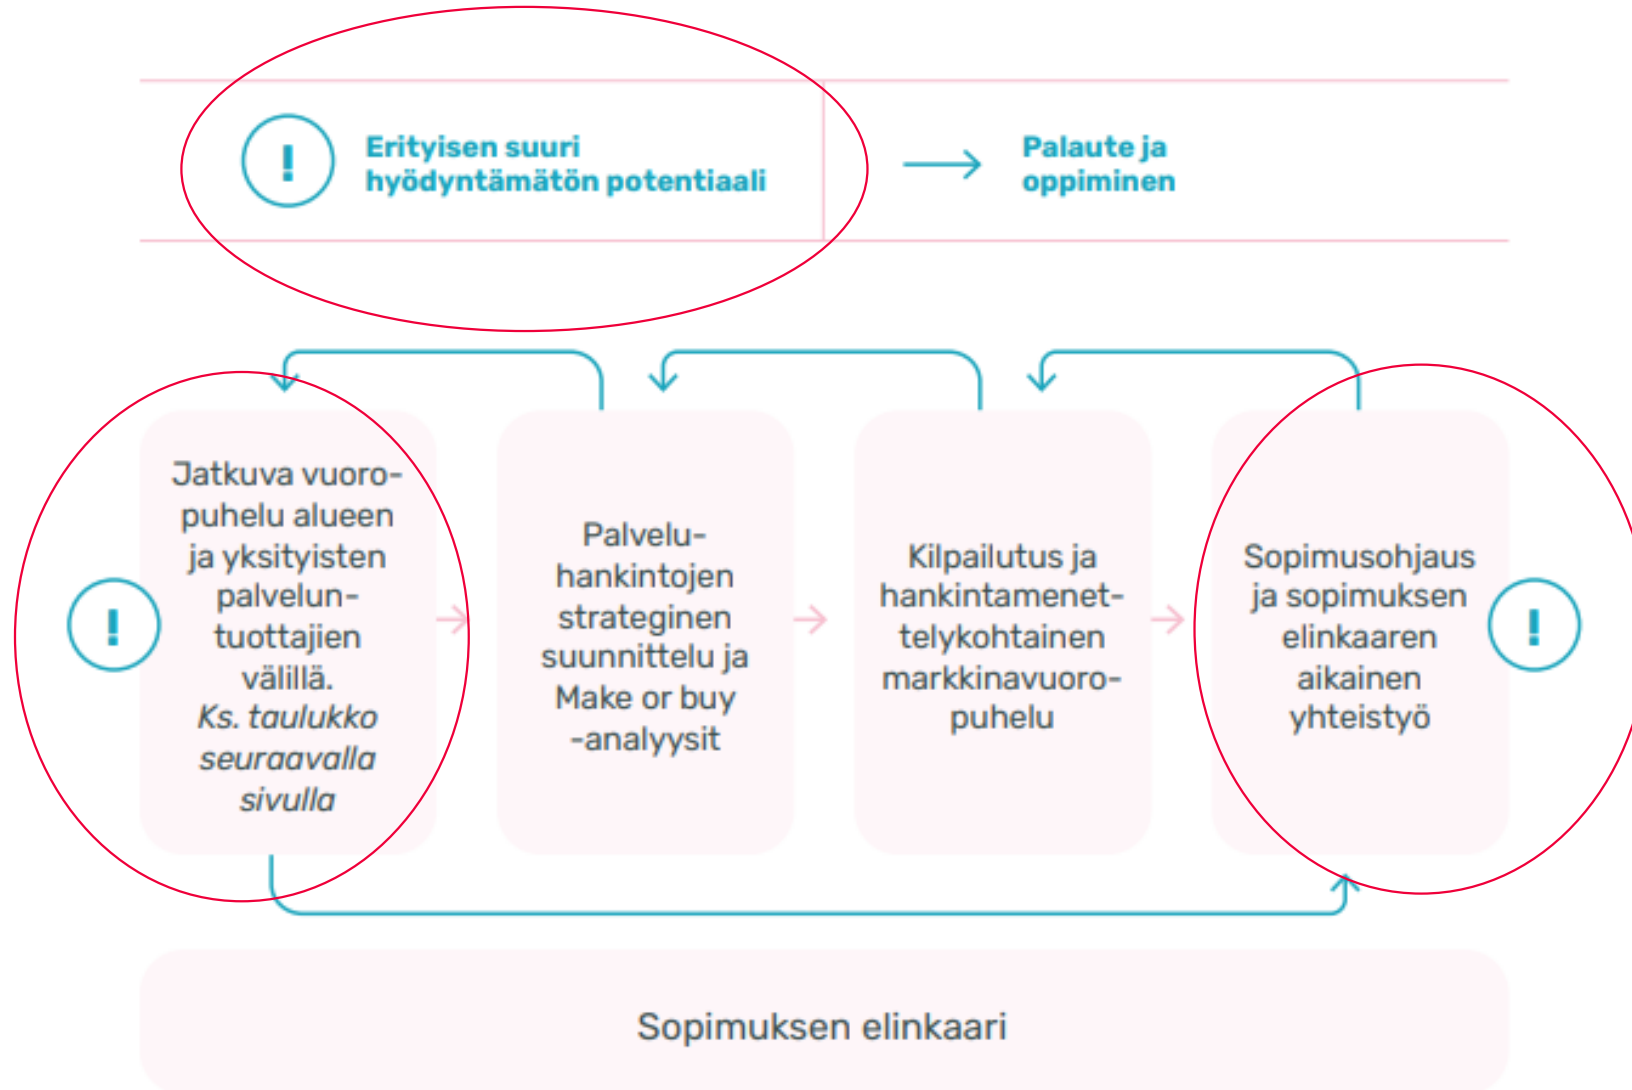 !
Erityisen suuri
hyödyntämätön potentiaali
Palaute ja
oppiminen
!
Jatkuva vuoro-
puhelu alueen
ja yksityisten
palvelun-
tuottajien
välillä.
Ks. taulukko
seuraavalla
sivulla
Palvelu-
hankintojen
strateginen
suunnittelu ja
Make or buy
-analyysit
Kilpailutus ja
hankintamenet-
telykohtainen
markkinavuoro-
puhelu
Sopimusohjaus
ja sopimuksen
elinkaaren
aikainen
yhteistyö
!
Sopimuksen elinkaari